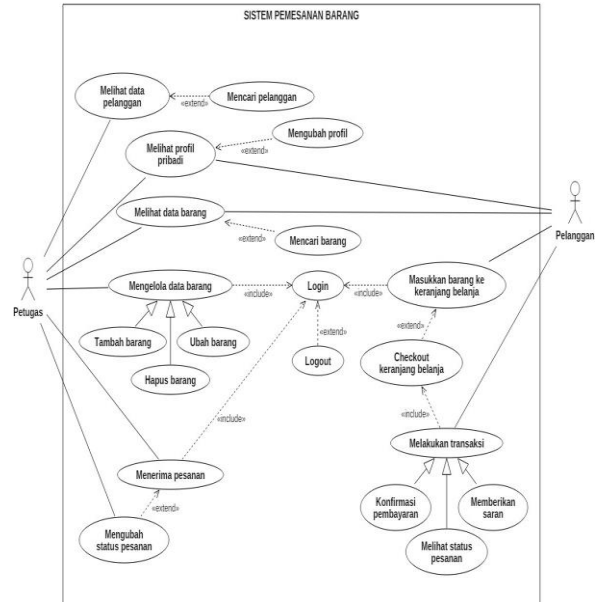 SISTEM PEMESANAN BARANG
Melihat data
pelanggan
«extend»
Mencari pelanggan
Mengubah profil
Melihat profil
pribadi
«extend»
Melihat data barang
«extend»
Mencari barang
Petugas
Pelanggan
Mengelola data barang
«include»
Login
«include»
Masukkan barang ke
keranjang belanja
Tambah barang
Ubah barang
Hapus barang
«extend»
Logout
«extend»
Checkout
keranjang belanja
«include»
«include»
Melakukan transaksi
Menerima pesanan
«extend»
Mengubah
status pesanan
Konfirmasi
pembayaran
Memberikan
saran
Melihat status
pesanan